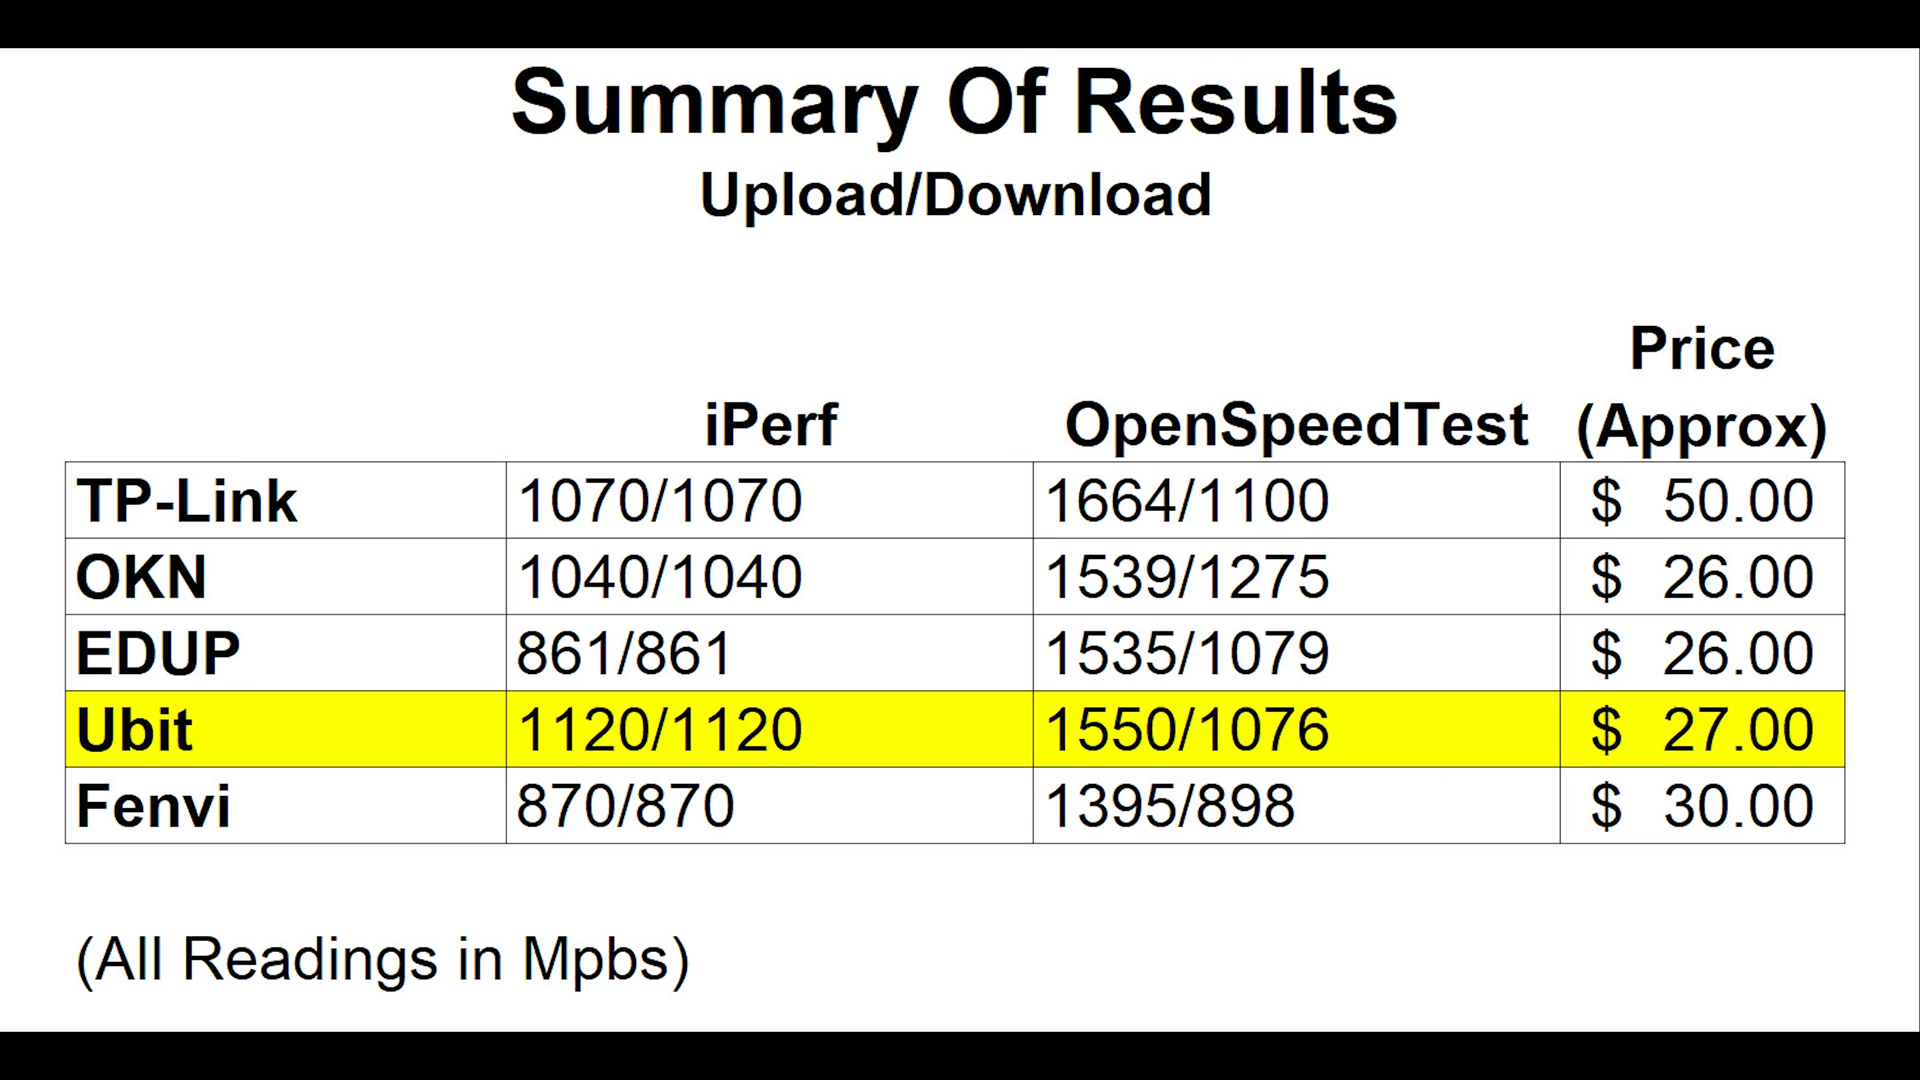 Summary Of Results
Upload/Download
Price
iPerf OpenSpeedTest (Approx)
TP-Link 1070/1070 1664/1100 $ 50.00
OKN 1040/1040 1539/1275 $ 26.00
EDUP 861/861 1535/1079 $ 26.00
Ubit 1120/1120 1550/1076 $ 27.00
Fenvi 870/870 1395/898 $ 30.00
(All Readings in Mpbs)